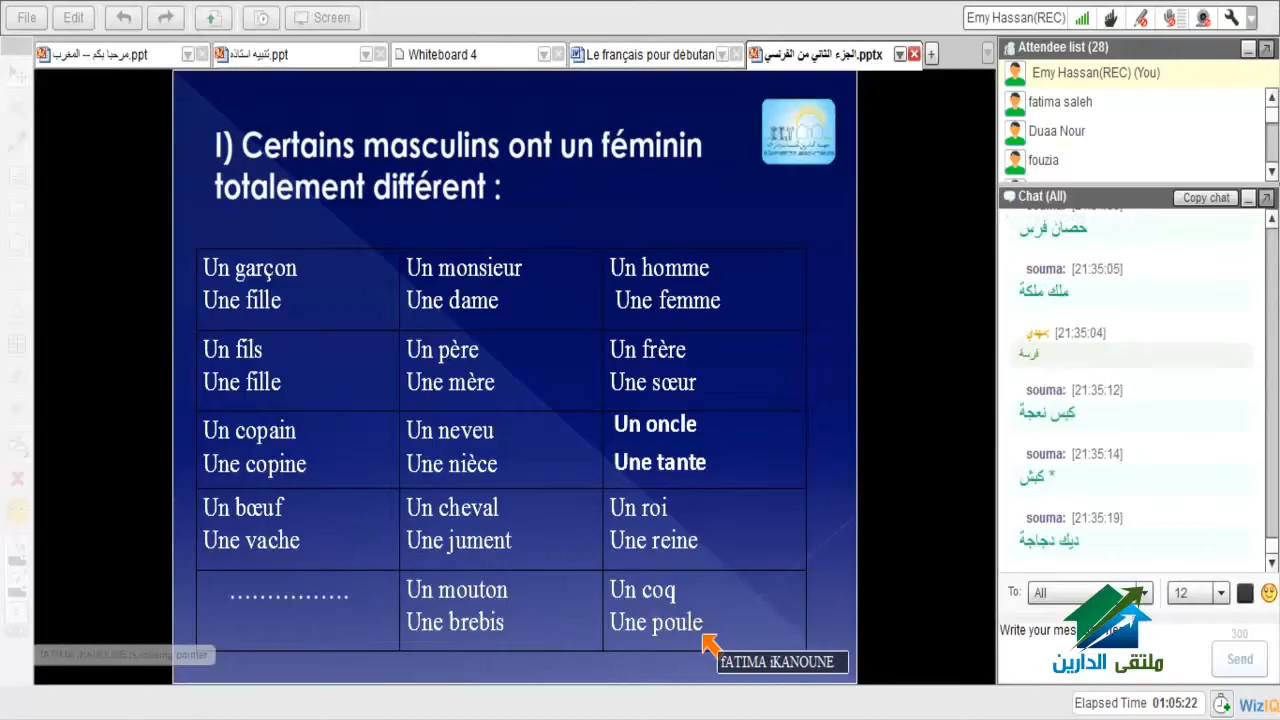 File Edit Screen Emy Hassan(REC)
مرحبا بكم – المغرب.ppt تنبيه استاذه.ppt Whiteboard 4 Le français pour débutan الجزء الثاني من الفرنسي.pptx
I) Certains masculins ont un féminin
totalement différent :
Un garçon Un monsieur Un homme
Une fille Une dame Une femme
Un fils Un père Un frère
Une fille Une mère Une sœur
Un copain Un neveu Un oncle
Une copine Une nièce Une tante
Un bœuf Un cheval Un roi
Une vache Une jument Une reine
............... Un mouton Un coq
Une brebis Une poule
fATIMA iKANOUNE
Attendee list (28)
Emy Hassan(REC) (You)
fatima saleh
Duaa Nour
fouzia
Chat (All) Copy chat
حصان فرس
souma: [21:35:05]
ملك ملكة
مهدي: [21:35:04]
فرسة
souma: [21:35:12]
كبس نعجة
souma: [21:35:14]
* كبش
souma: [21:35:19]
ديك دجاجة
To: All 12
Write your mes
300
Send
ملتقى الدارين
Elapsed Time 01:05:22 WizIQ